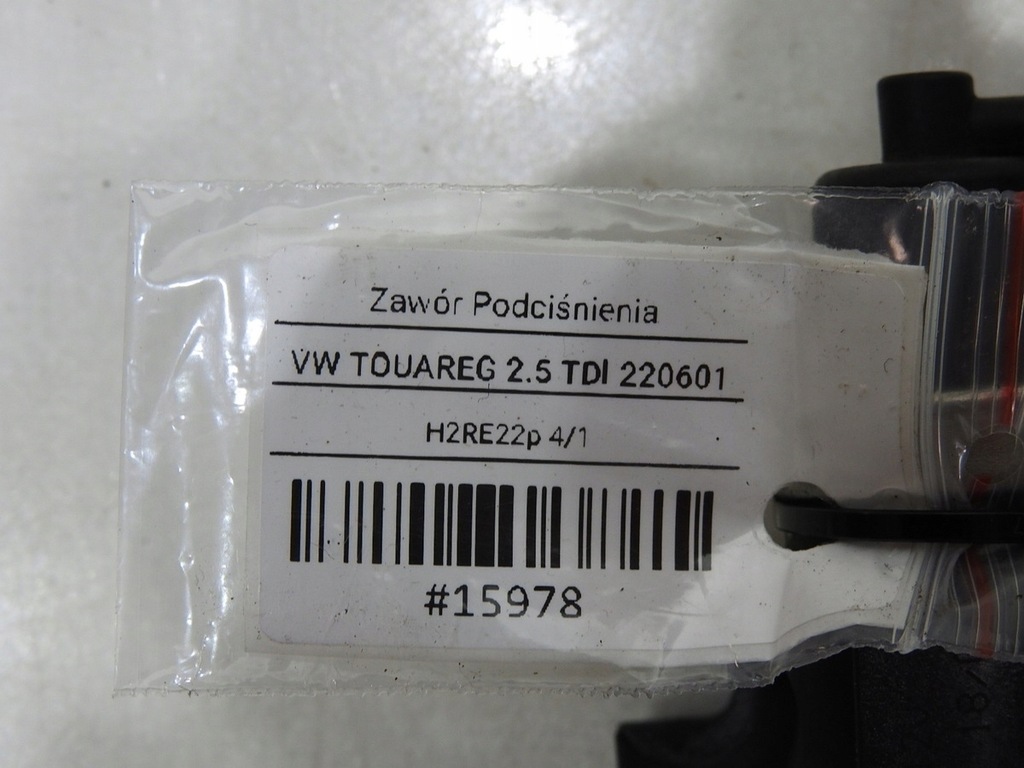 Zawór Podciśnienia
VW TOUAREG 2.5 TDI 220601
H2RE22p 4/1
#15978